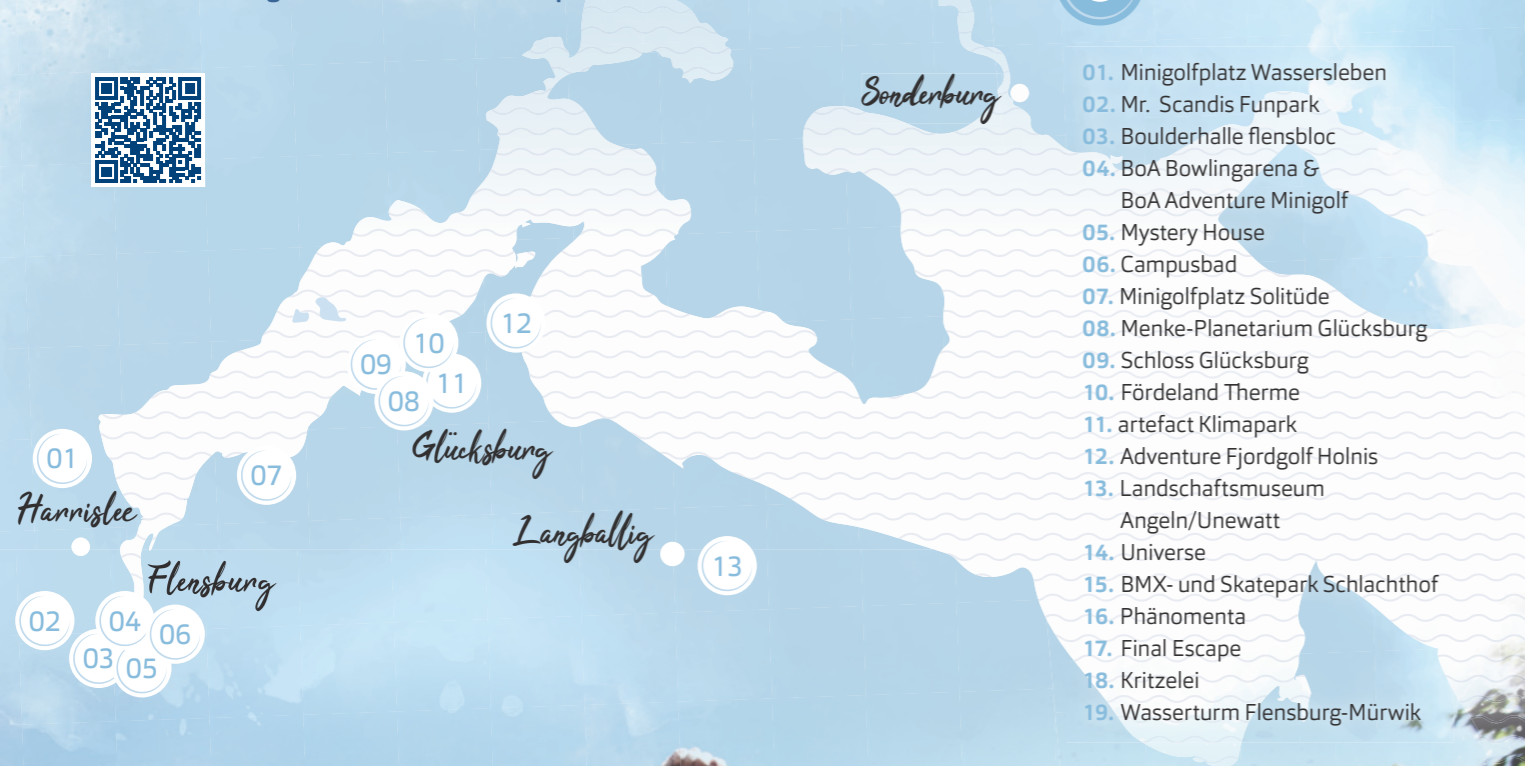 Sonderburg
12
10
09
11
08
01
07
Glücksburg
Harrislee
Langballig
13
Flensburg
02
04
06
03
05
01. Minigolfplatz Wassersleben
02. Mr. Scandis Funpark
03. Boulderhalle flensbloc
04. BoA Bowlingarena &
BoA Adventure Minigolf
05. Mystery House
06. Campusbad
07. Minigolfplatz Solitüde
08. Menke-Planetarium Glücksburg
09. Schloss Glücksburg
10. Fördeland Therme
11. artefact Klimapark
12. Adventure Fjordgolf Holnis
13. Landschaftsmuseum
Angeln/Unewatt
14. Universe
15. BMX- und Skatepark Schlachthof
16. Phänomenta
17. Final Escape
18. Kritzelei
19. Wasserturm Flensburg-Mürwik